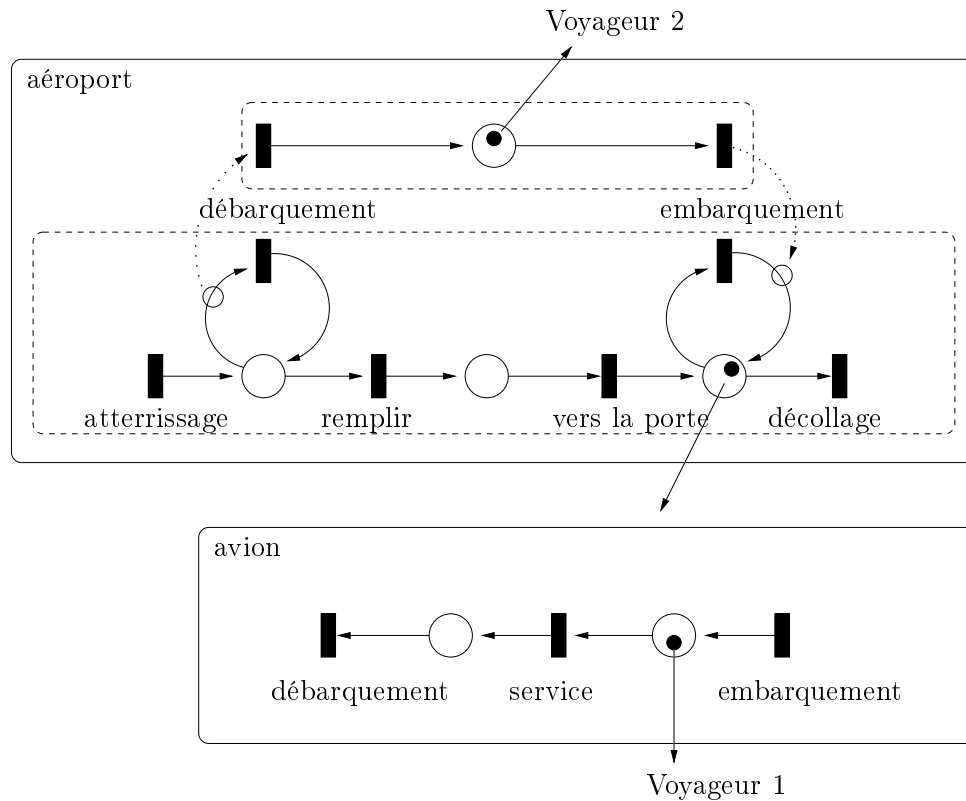 Voyageur 2
aéroport
débarquement embarquement
atterrissage remplir vers la porte décollage
avion
débarquement service embarquement
Voyageur 1